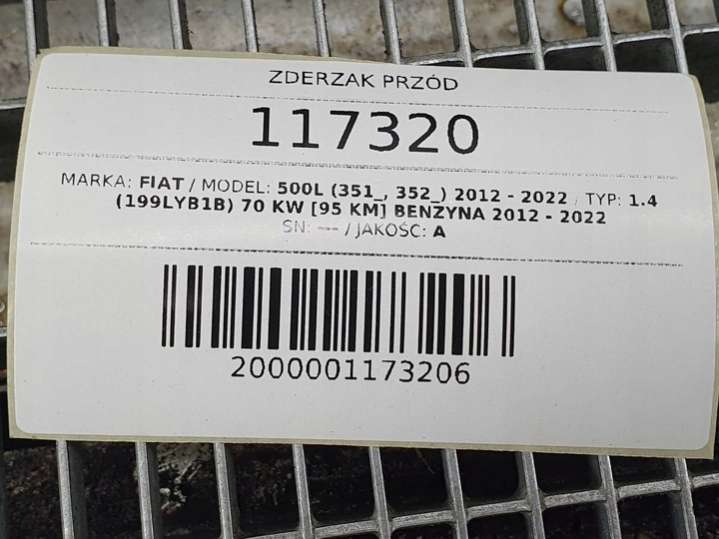 ZDERZAK PRZÓD
117320
MARKA: FIAT / MODEL: 500L (351_, 352_) 2012 - 2022 / TYP: 1.4
(199LYB1B) 70 KW [95 KM] BENZYNA 2012 - 2022
SN: --- / JAKOŚĆ: A
2000001173206